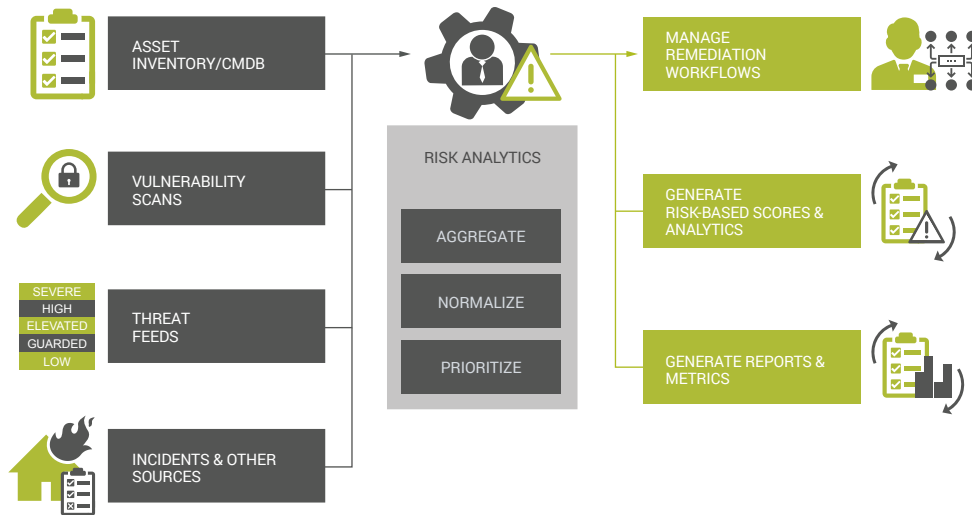 ASSET
INVENTORY/CMDB
VULNERABILITY
SCANS
SEVERE
HIGH
ELEVATED
GUARDED
LOW
THREAT
FEEDS
INCIDENTS & OTHER
SOURCES
RISK ANALYTICS
AGGREGATE
NORMALIZE
PRIORITIZE
MANAGE
REMEDIATION
WORKFLOWS
GENERATE
RISK-BASED SCORES &
ANALYTICS
GENERATE REPORTS &
METRICS